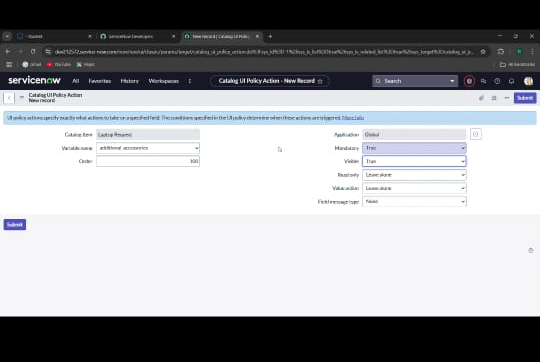 ServiceNow Developers
New Record | Catalog UI Polic
Gmail
YouTube
Maps
All Bookmarks
servicenow
All
Favorites
History
Workspaces
Catalog UI Policy Action - New Record
Search
Catalog UI Policy Action
New record
Submit
UI policy actions specify exactly what actions to take on a specified field. The conditions specified in the UI policy determine when these actions are triggered. More Info
Catalog Item
Laptop Request
Application
Global
Variable name
additional_accessories
Mandatory
True
Order
100
Visible
True
Read only
Leave alone
Value action
Leave alone
Field message type
None
Submit